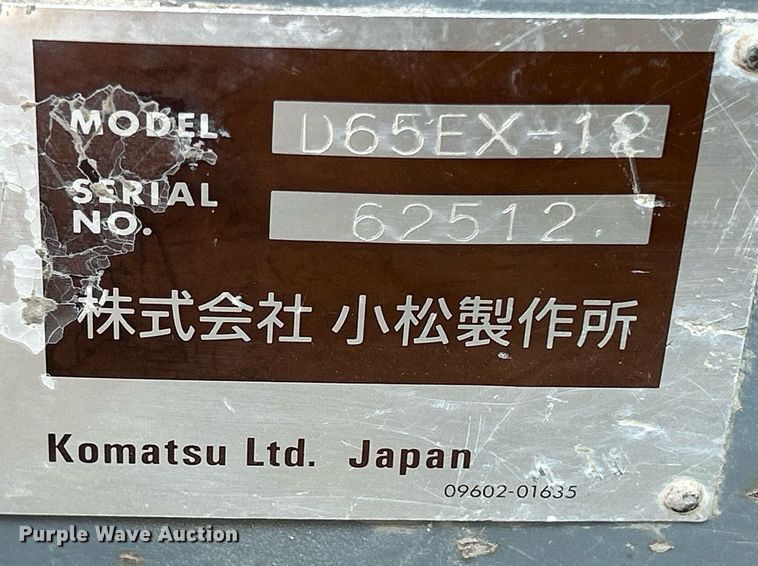 MODEL D65EX-12
SERIAL NO. 62512
株式会社 小松製作所
Komatsu Ltd. Japan
09602-01635
Purple Wave Auction